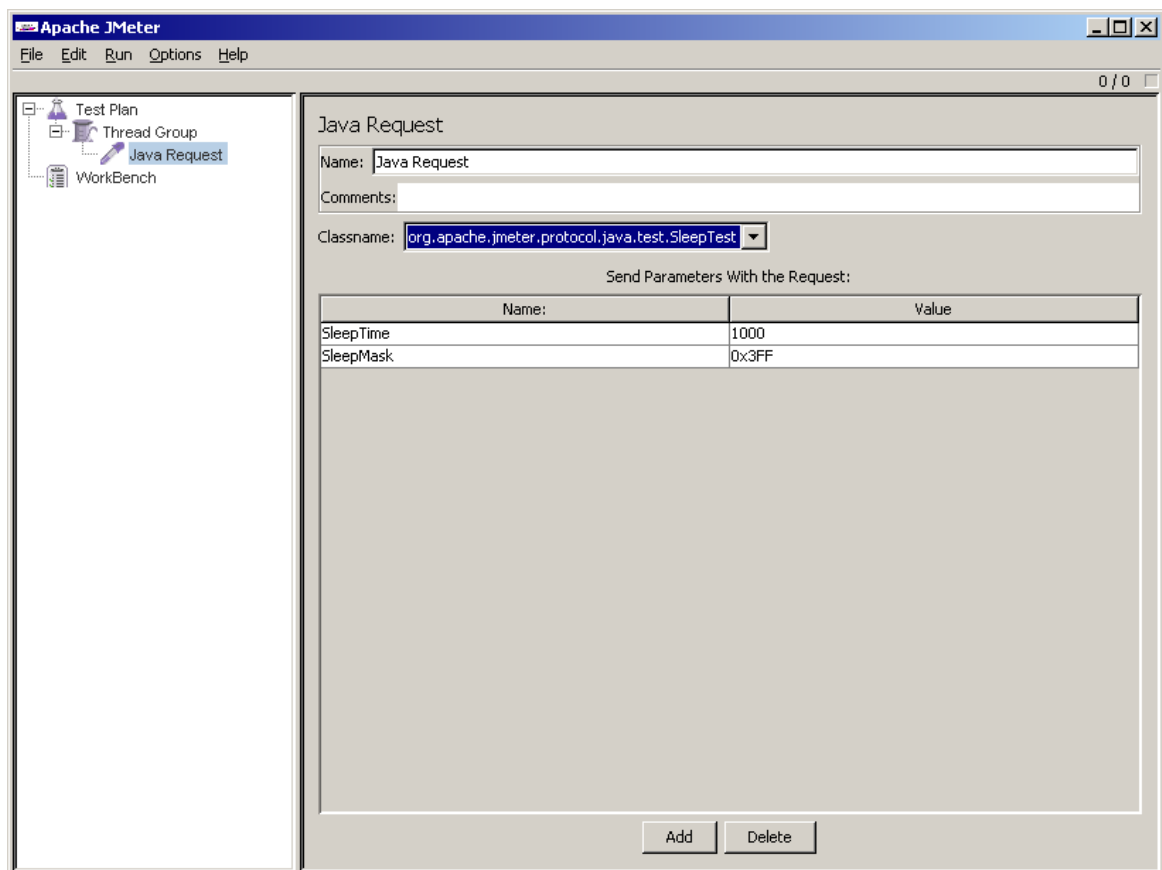 Apache JMeter
File Edit Run Options Help
0 / 0
Test Plan
Thread Group
Java Request
WorkBench
Java Request
Name: Java Request
Comments:
Classname: org.apache.jmeter.protocol.java.test.SleepTest
Send Parameters With the Request:
Name: Value
SleepTime 1000
SleepMask 0x3FF
Add Delete